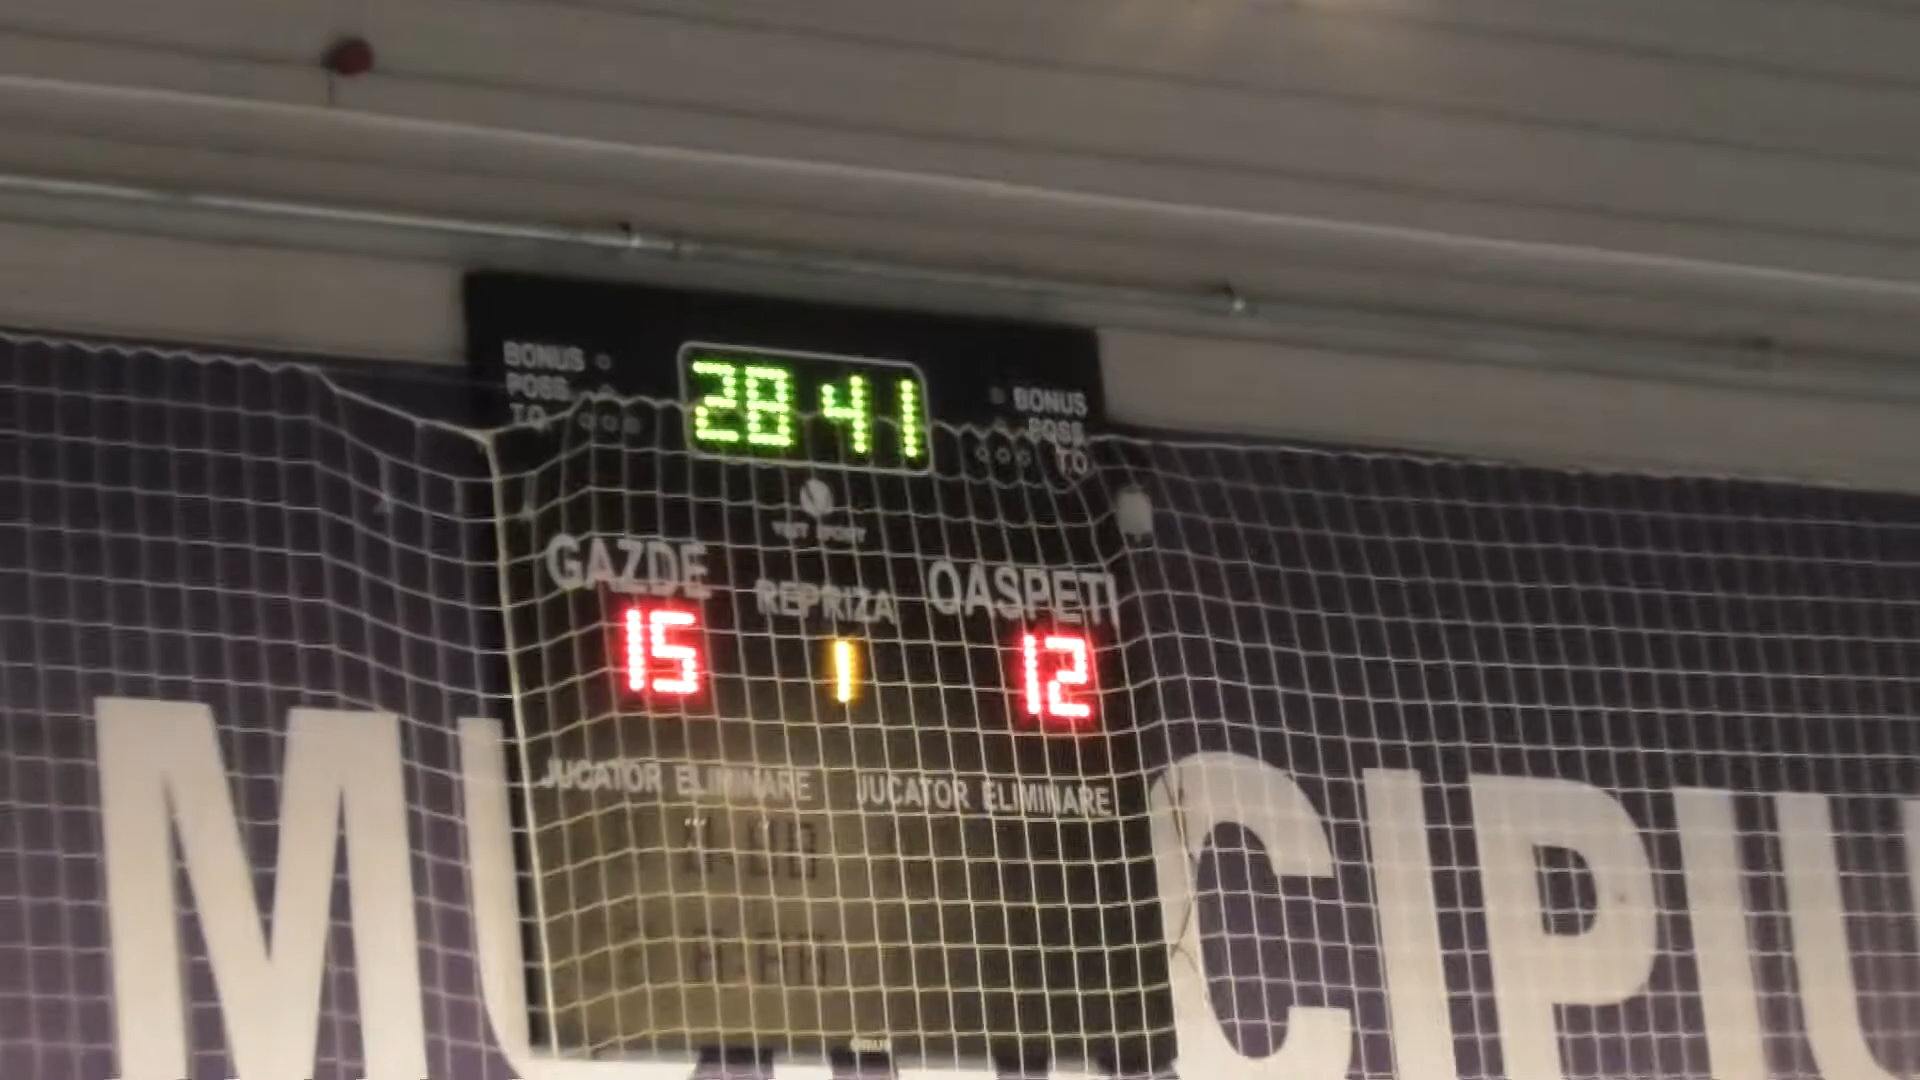 BONUS
POSS
T.O
28 41
BONUS
POSS
T.O
GAZDE
REPRIZA
OASPETI
15
1
12
JUCATOR ELIMINARE
JUCATOR ELIMINARE
CIPIU